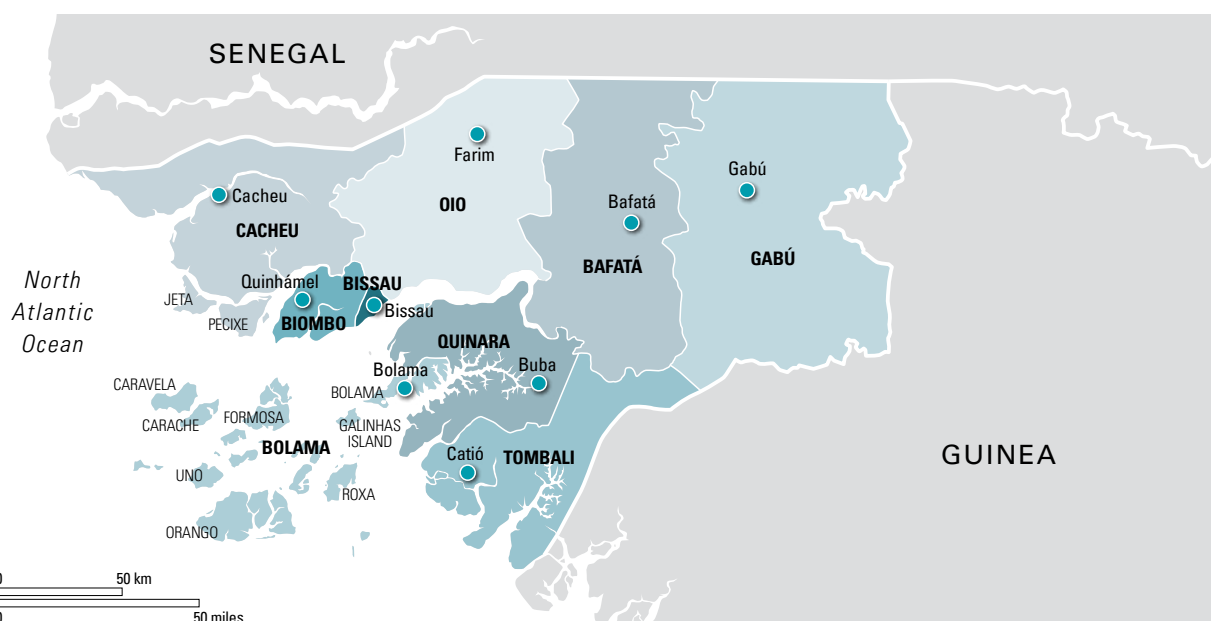 SENEGAL
Farim
Gabú
Cacheu
Bafatá
OIO
CACHEU
GABÚ
BAFATÁ
North
Atlantic
Ocean
Quinhámel
BISSAU
JETA
Bissau
PECIXE
BIOMBO
QUINARA
Bolama
Buba
CARAVELA
BOLAMA
CARACHE
FORMOSA
GALINHAS
ISLAND
BOLAMA
Catió
TOMBALI
GUINEA
UNO
ROXA
ORANGO
0
50 km
0
50 miles